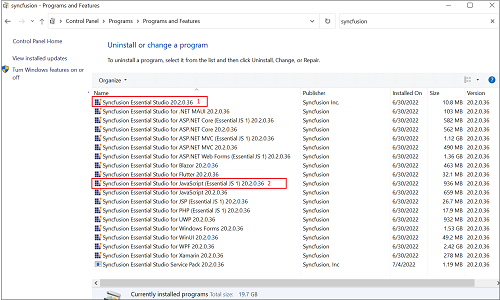 Programs and Features
Control Panel > Programs > Programs and Features
syncfusion
Control Panel Home
View installed updates
Turn Windows features on or off
Uninstall or change a program
To uninstall a program, select it from the list and then click Uninstall, Change, or Repair.
Organize
Name Publisher Installed On Size Version
Syncfusion Essential Studio 20.2.0.36 1 Syncfusion Inc. 6/30/2022 10.8 MB 20.2.0.36
Syncfusion Essential Studio for .NET MAUI 20.2.0.36 Syncfusion, Inc. 6/30/2022 103 MB 20.2.0.36
Syncfusion Essential Studio for ASP.NET Core (Essential JS 1) 20.2.0.36 Syncfusion, Inc. 6/30/2022 582 MB 20.2.0.36
Syncfusion Essential Studio for ASP.NET Core 20.2.0.36 Syncfusion, Inc. 6/30/2022 562 MB 20.2.0.36
Syncfusion Essential Studio for ASP.NET MVC (Essential JS 1) 20.2.0.36 Syncfusion, Inc. 6/30/2022 1.12 GB 20.2.0.36
Syncfusion Essential Studio for ASP.NET MVC 20.2.0.36 Syncfusion, Inc. 6/30/2022 490 MB 20.2.0.36
Syncfusion Essential Studio for ASP.NET Web Forms (Essential JS 1) 20.2.0.36 Syncfusion, Inc. 6/30/2022 1.36 GB 20.2.0.36
Syncfusion Essential Studio for Blazor 20.2.0.36 Syncfusion, Inc. 6/30/2022 463 MB 20.2.0.36
Syncfusion Essential Studio for Flutter 20.2.0.36 Syncfusion, Inc. 6/30/2022 32.1 MB 20.2.0.36
Syncfusion Essential Studio for JavaScript (Essential JS 1) 20.2.0.36 2 Syncfusion, Inc. 6/30/2022 936 MB 20.2.0.36
Syncfusion Essential Studio for JavaScript 20.2.0.36 Syncfusion, Inc. 6/30/2022 659 MB 20.2.0.36
Syncfusion Essential Studio for JSP (Essential JS 1) 20.2.0.36 Syncfusion, Inc. 6/30/2022 26.7 MB 20.2.0.36
Syncfusion Essential Studio for PHP (Essential JS 1) 20.2.0.36 Syncfusion, Inc. 6/30/2022 17.9 MB 20.2.0.36
Syncfusion Essential Studio for UWP 20.2.0.36 Syncfusion, Inc. 6/30/2022 932 MB 20.2.0.36
Syncfusion Essential Studio for Windows Forms 20.2.0.36 Syncfusion, Inc. 6/30/2022 1.53 GB 20.2.0.36
Syncfusion Essential Studio for WinUI 20.2.0.36 Syncfusion, Inc. 6/30/2022 49.2 MB 20.2.0.36
Syncfusion Essential Studio for WPF 20.2.0.36 Syncfusion, Inc. 6/30/2022 2.42 GB 20.2.0.36
Syncfusion Essential Studio for Xamarin 20.2.0.36 Syncfusion, Inc. 6/30/2022 278 MB 20.2.0.36
Syncfusion Essential Studio Service Pack 20.2.0.36 Syncfusion, Inc. 7/4/2022 1.19 MB 20.2.0.36
Currently installed programs Total size: 19.7 GB